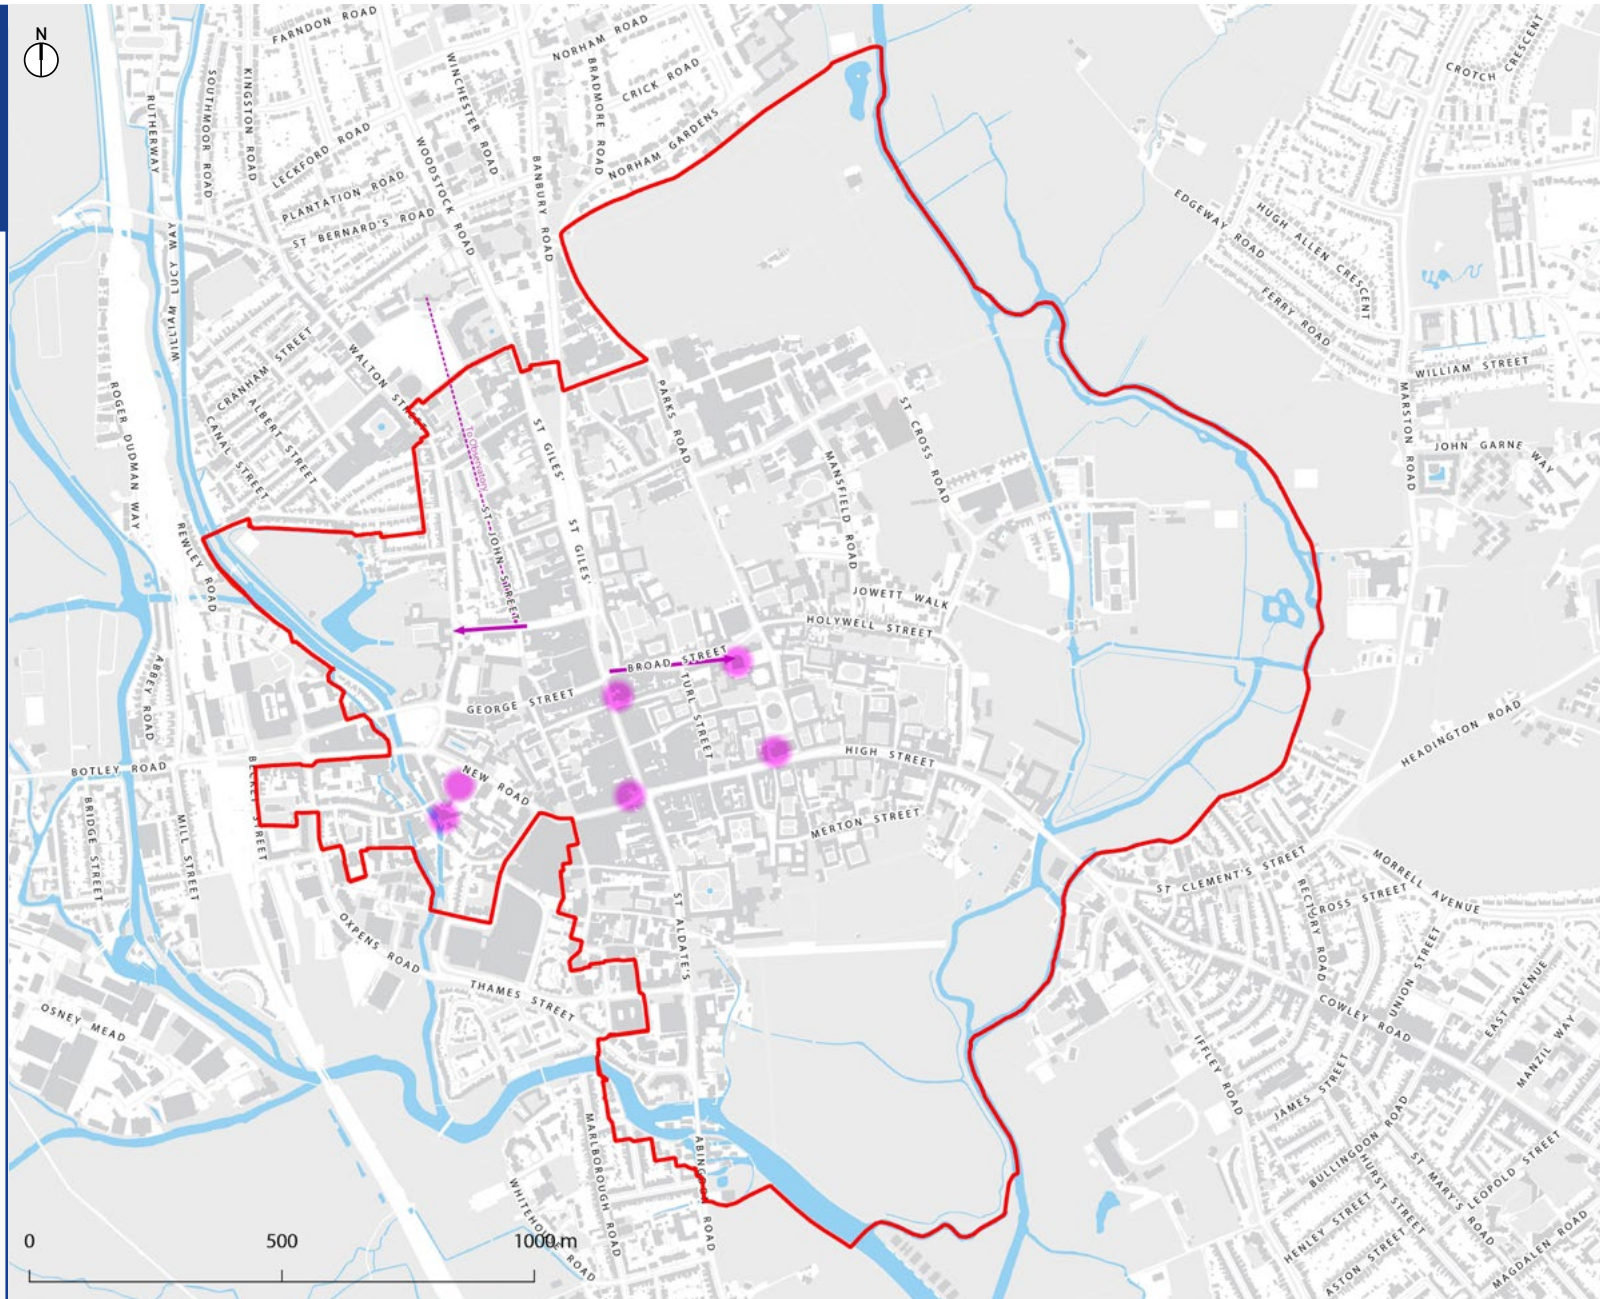 N
FARNDON ROAD
NORHAM ROAD
CROTCH CRESCENT
RUTHERWAY
SOUTHMOOR ROAD
KINGSTON ROAD
WINCHESTER ROAD
BRADMORE ROAD
CRICK ROAD
LECKFORD ROAD
WOODSTOCK ROAD
BANBURY ROAD
NORHAM GARDENS
PLANTATION ROAD
ST BERNARD'S ROAD
WILLIAM LUCY WAY
EDGEWAY ROAD
HUGH ALLEN CRESCENT
FERRY ROAD
CRANHAM STREET
WALTON STREET
WILLIAM STREET
ROGER DUDMAN WAY
ALBERT STREET
CANAL STREET
To Observatory
ST GILES'
PARKS ROAD
ST CROSS ROAD
MARSTON ROAD
JOHN GARNE WAY
MANSFIELD ROAD
REWLEY ROAD
ST JOHN STREET
ST GILES'
JOWETT WALK
HOLYWELL STREET
ABBEY ROAD
BROAD STREET
GEORGE STREET
TURL STREET
HEADINGTON ROAD
BOTLEY ROAD
BECKET STREET
NEW ROAD
HIGH STREET
BRIDGE STREET
MILL STREET
MERTON STREET
ST CLEMENT'S STREET
MORRELL AVENUE
RECTORY ROAD
CROSS STREET
OXPENS ROAD
ST ALDATE'S
UNION STREET
EAST AVENUE
THAMES STREET
OSNEY MEAD
COWLEY ROAD
MANZIL WAY
IFFLEY ROAD
JAMES STREET
MARLBOROUGH ROAD
ABINGDON ROAD
BULLINGDON ROAD
HURST STREET
ST MARY'S ROAD
LEOPOLD STREET
WHITEHOUSE ROAD
HENLEY STREET
ASTON STREET
MAGDALEN ROAD
0 500 1000 m